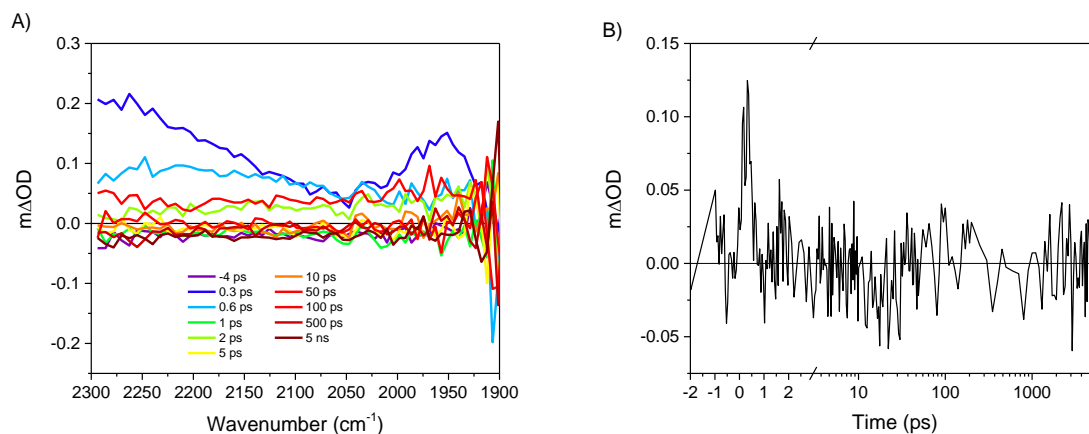 A)
0.3
0.2
0.1
0.0
-0.1
-0.2
mΔOD
-4 ps
0.3 ps
0.6 ps
1 ps
2 ps
5 ps
10 ps
50 ps
100 ps
500 ps
5 ns
2300 2250 2200 2150 2100 2050 2000 1950 1900
Wavenumber (cm-1)
B)
0.15
0.10
0.05
0.00
-0.05
mΔOD
-2 -1 0 1 2 10 100 1000
Time (ps)